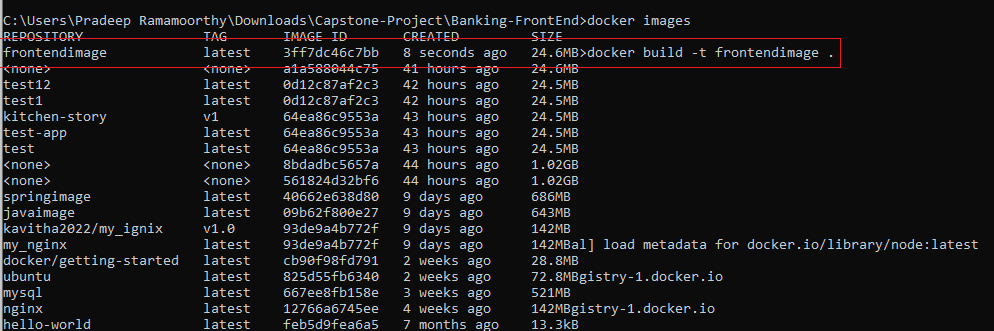 C:\Users\Pradeep Ramamoorthy\Downloads\Capstone-Project\Banking-FrontEnd>docker images
REPOSITORY TAG IMAGE ID CREATED SIZE
frontendimage latest 3ff7dc46c7bb 8 seconds ago 24.6MB>docker build -t frontendimage .
<none> <none> a1a588044c75 41 hours ago 24.6MB
test12 latest 0d12c87af2c3 42 hours ago 24.5MB
test1 latest 0d12c87af2c3 42 hours ago 24.5MB
kitchen-story v1 64ea86c9553a 43 hours ago 24.5MB
test-app latest 64ea86c9553a 43 hours ago 24.5MB
test latest 64ea86c9553a 43 hours ago 24.5MB
<none> <none> 8bdadbc5657a 44 hours ago 1.02GB
<none> <none> 561824d32bf6 44 hours ago 1.02GB
springimage latest 40662e638d80 9 days ago 686MB
javaimage latest 09b62f800e27 9 days ago 643MB
kavitha2022/my_ignix v1.0 93de9a4b772f 9 days ago 142MB
my_nginx latest 93de9a4b772f 9 days ago 142MBal] load metadata for docker.io/library/node:latest
docker/getting-started latest cb90f98fd791 2 weeks ago 28.8MB
ubuntu latest 825d55fb6340 2 weeks ago 72.8MBgistry-1.docker.io
mysql latest 667ee8fb158e 3 weeks ago 521MB
nginx latest 12766a6745ee 4 weeks ago 142MBgistry-1.docker.io
hello-world latest feb5d9fea6a5 7 months ago 13.3kB